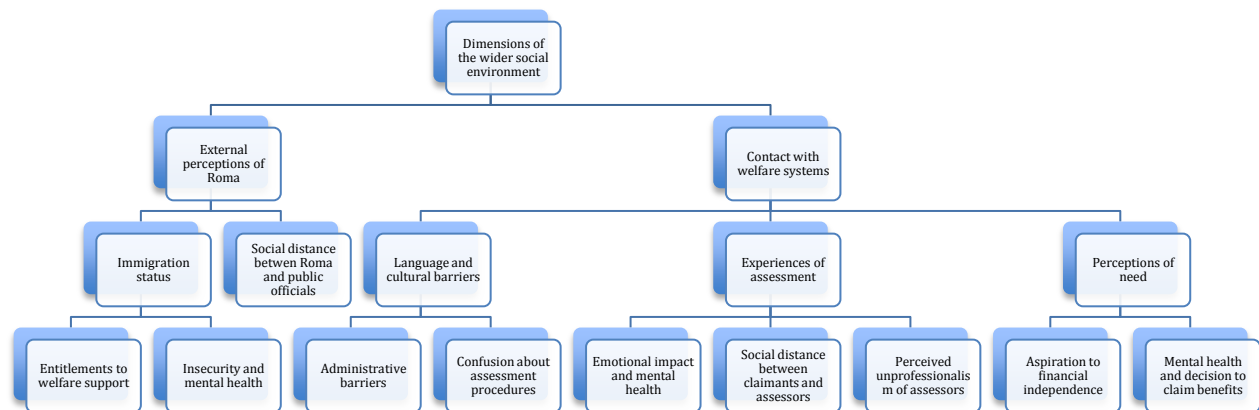 Dimensions of
the wider social
environment
External
perceptions of
Roma
Contact with
welfare systems
Immigration
status
Social distance
betwen Roma
and public
officials
Language and
cultural barriers
Experiences of
assessment
Perceptions of
need
Entitlements to
welfare support
Insecurity and
mental health
Administrative
barriers
Confusion about
assessment
procedures
Emotional impact
and mental
health
Social distance
between
claimants and
assessors
Perceived
unprofessionalis
m of assessors
Aspiration to
financial
independence
Mental health
and decision to
claim benefits